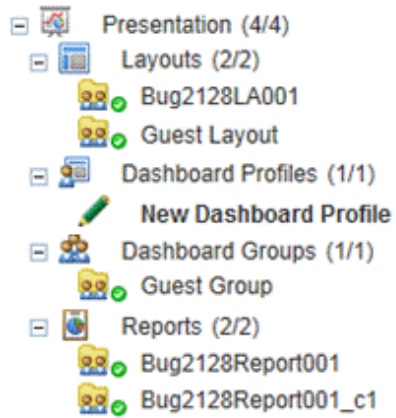 Presentation (4/4)
Layouts (2/2)
Bug2128LA001
Guest Layout
Dashboard Profiles (1/1)
New Dashboard Profile
Dashboard Groups (1/1)
Guest Group
Reports (2/2)
Bug2128Report001
Bug2128Report001_c1